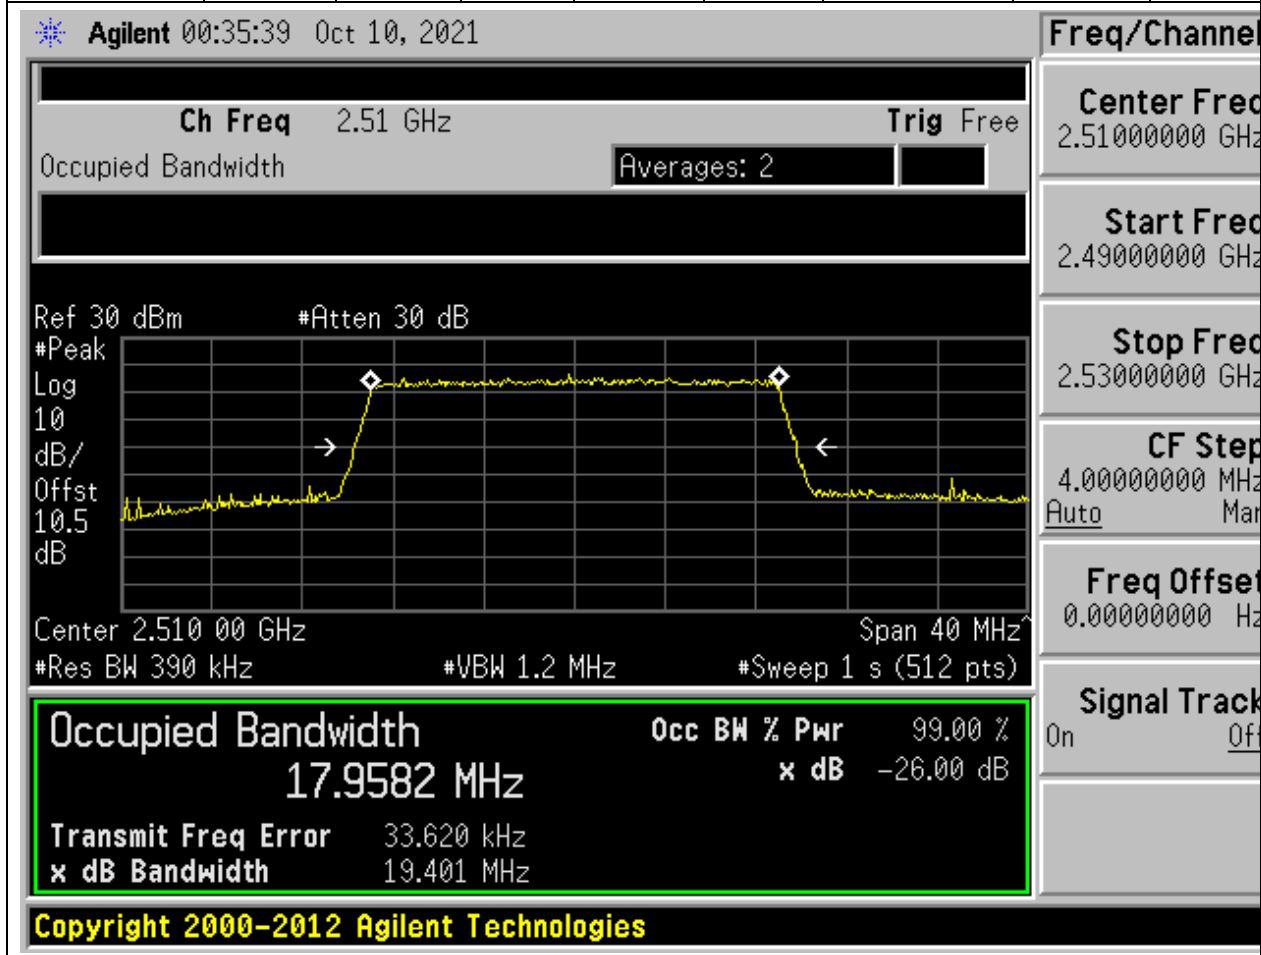 Agilent 00:35:39 Oct 10, 2021
Freq/Channel
Ch Freq 2.51 GHz Trig Free
Occupied Bandwidth Averages: 2
Center Freq
2.51000000 GHz
Start Freq
2.49000000 GHz
Stop Freq
2.53000000 GHz
CF Step
4.00000000 MHz
Auto Man
Freq Offset
0.00000000 Hz
Signal Track
On Off
Ref 30 dBm #Atten 30 dB
#Peak
Log
10
dB/
Offst
10.5
dB
Center 2.510 00 GHz Span 40 MHz^
#Res BW 390 kHz #VBW 1.2 MHz #Sweep 1 s (512 pts)
Occupied Bandwidth Occ BW % Pwr 99.00 %
17.9582 MHz x dB -26.00 dB
Transmit Freq Error 33.620 kHz
x dB Bandwidth 19.401 MHz
Copyright 2000-2012 Agilent Technologies